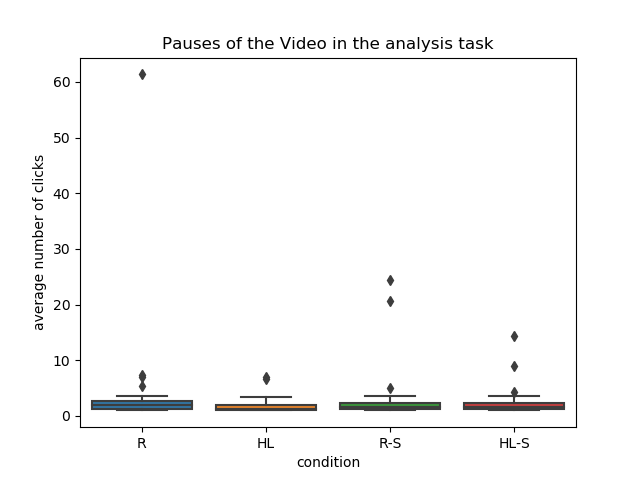 Pauses of the Video in the analysis task
60
50
40
30
20
10
0
average number of clicks
R HL R-S HL-S
condition